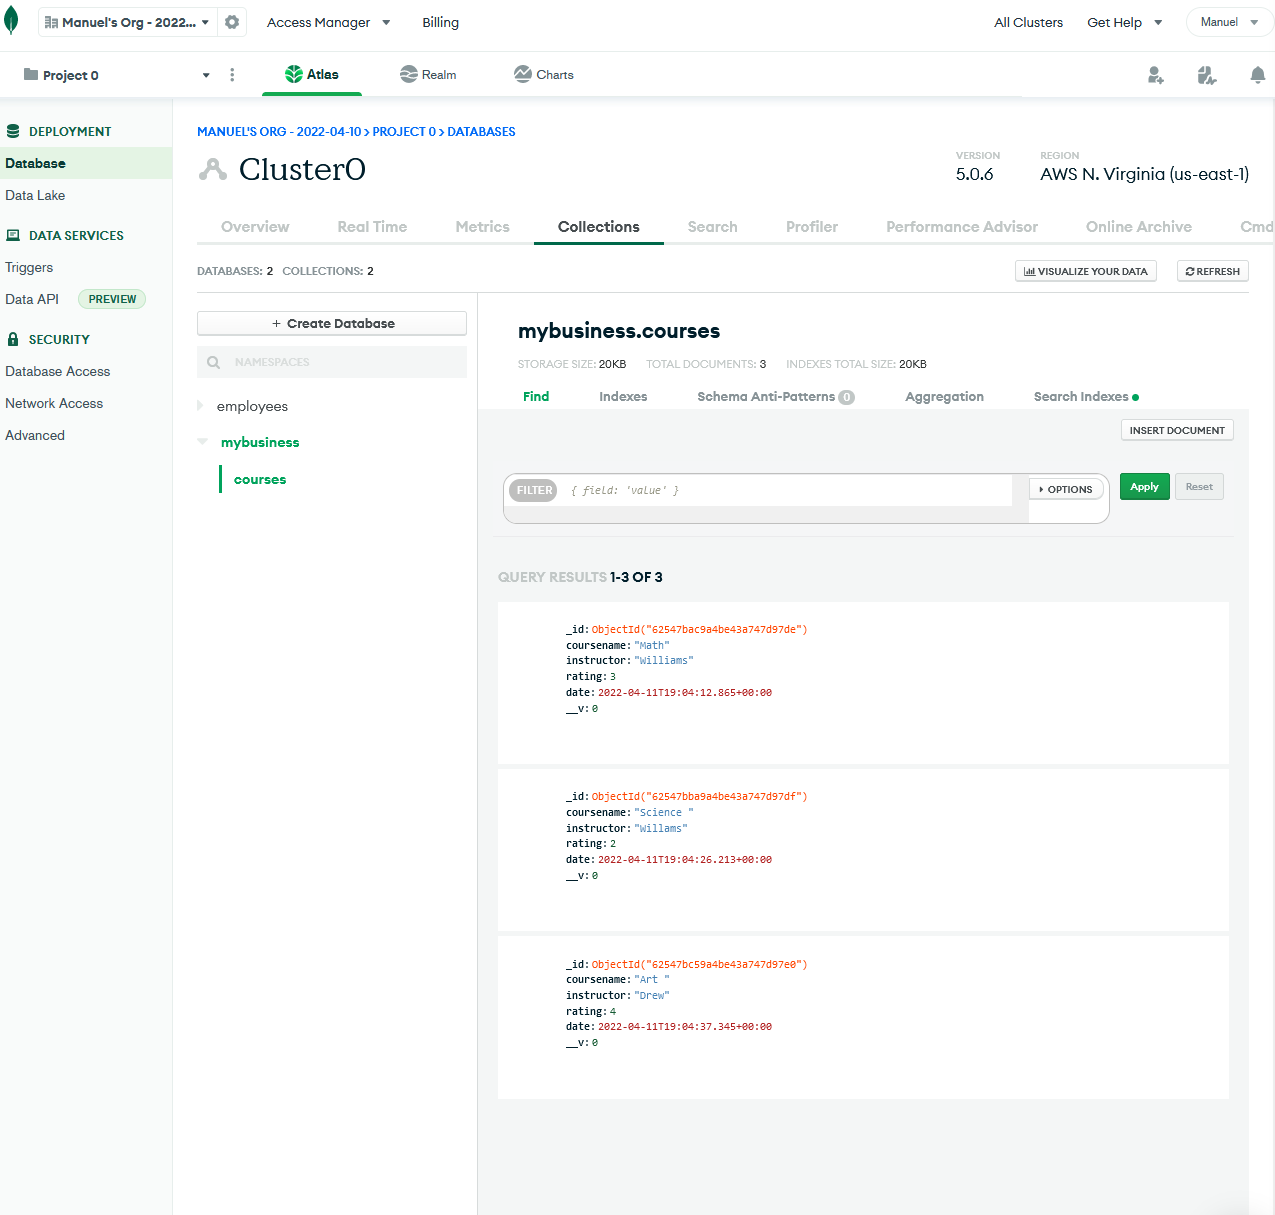 Manuel's Org - 2022...
Access Manager
Billing
All Clusters
Get Help
Manuel
Project 0
Atlas
Realm
Charts
DEPLOYMENT
Database
Data Lake
DATA SERVICES
Triggers
Data API PREVIEW
SECURITY
Database Access
Network Access
Advanced
MANUEL'S ORG - 2022-04-10 > PROJECT 0 > DATABASES
Cluster0
VERSION
5.0.6
REGION
AWS N. Virginia (us-east-1)
Overview
Real Time
Metrics
Collections
Search
Profiler
Performance Advisor
Online Archive
Cmd
DATABASES: 2 COLLECTIONS: 2
VISUALIZE YOUR DATA
REFRESH
+ Create Database
NAMESPACES
employees
mybusiness
courses
mybusiness.courses
STORAGE SIZE: 20KB TOTAL DOCUMENTS: 3 INDEXES TOTAL SIZE: 20KB
Find
Indexes
Schema Anti-Patterns 0
Aggregation
Search Indexes
INSERT DOCUMENT
FILTER { field: 'value' }
OPTIONS
Apply
Reset
QUERY RESULTS 1-3 OF 3
_id: ObjectId("62547bac9a4be43a747d97de")
coursename: "Math"
instructor: "Williams"
rating: 3
date: 2022-04-11T19:04:12.865+00:00
__v: 0
_id: ObjectId("62547bba9a4be43a747d97df")
coursename: "Science "
instructor: "Willams"
rating: 2
date: 2022-04-11T19:04:26.213+00:00
__v: 0
_id: ObjectId("62547bc59a4be43a747d97e0")
coursename: "Art "
instructor: "Drew"
rating: 4
date: 2022-04-11T19:04:37.345+00:00
__v: 0